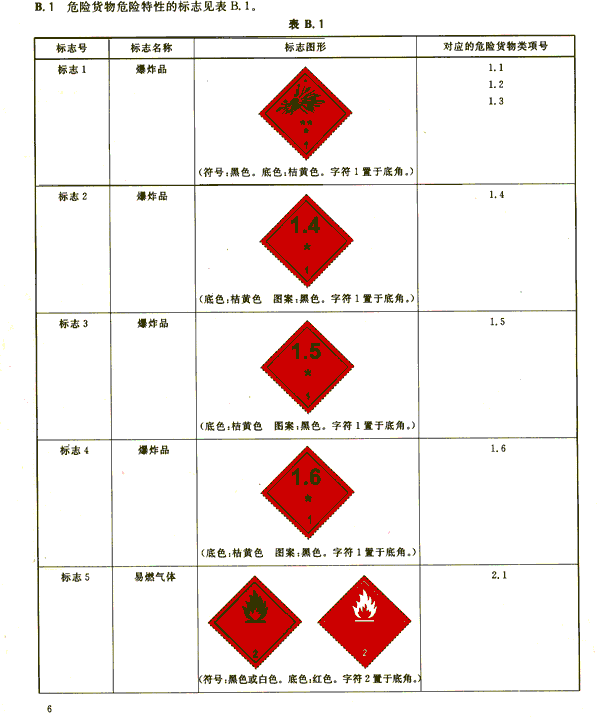 B.1 危险货物危险特性的标志见表 B.1。
表 B.1
标志号 标志名称 标志图形 对应的危险货物类项号
标志 1 爆炸品 1.1
1.2
1.3
**
*
1
(符号:黑色。底色:桔黄色。字符 1 置于底角。)
标志 2 爆炸品 1.4
1.4
*
1
(底色:桔黄色 图案:黑色。字符 1 置于底角。)
标志 3 爆炸品 1.5
1.5
*
1
(底色:桔黄色 图案:黑色。字符 1 置于底角。)
标志 4 爆炸品 1.6
1.6
*
1
(底色:桔黄色 图案:黑色。字符 1 置于底角。)
标志 5 易燃气体 2.1
2 2
(符号:黑色或白色。底色:红色。字符 2 置于底角。)
6